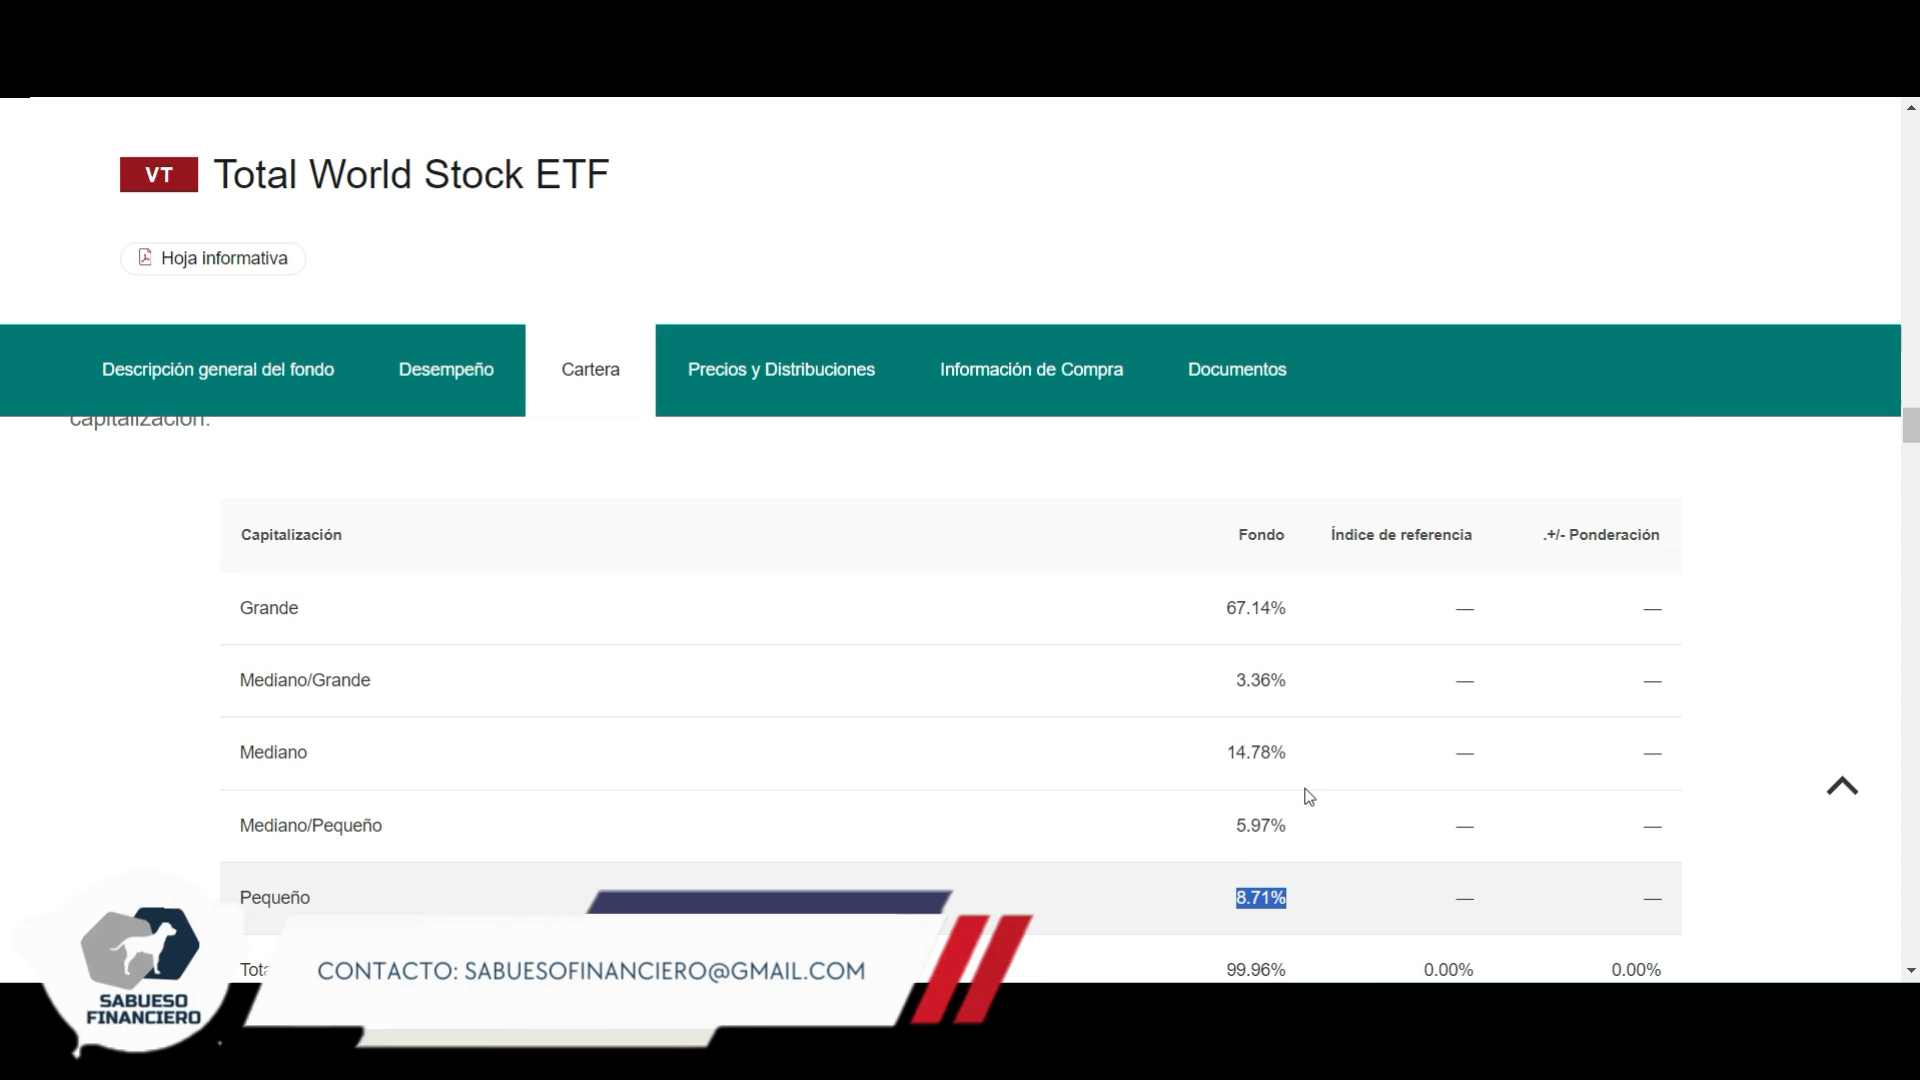 VT Total World Stock ETF
Hoja informativa
Descripción general del fondo Desempeño Cartera Precios y Distribuciones Información de Compra Documentos
capitalización.
Capitalización Fondo Índice de referencia .+/- Ponderación
Grande 67.14% — —
Mediano/Grande 3.36% — —
Mediano 14.78% — —
Mediano/Pequeño 5.97% — —
Pequeño 8.71% — —
99.96% 0.00% 0.00%
CONTACTO: SABUESOFINANCIERO@GMAIL.COM
SABUESO
FINANCIERO